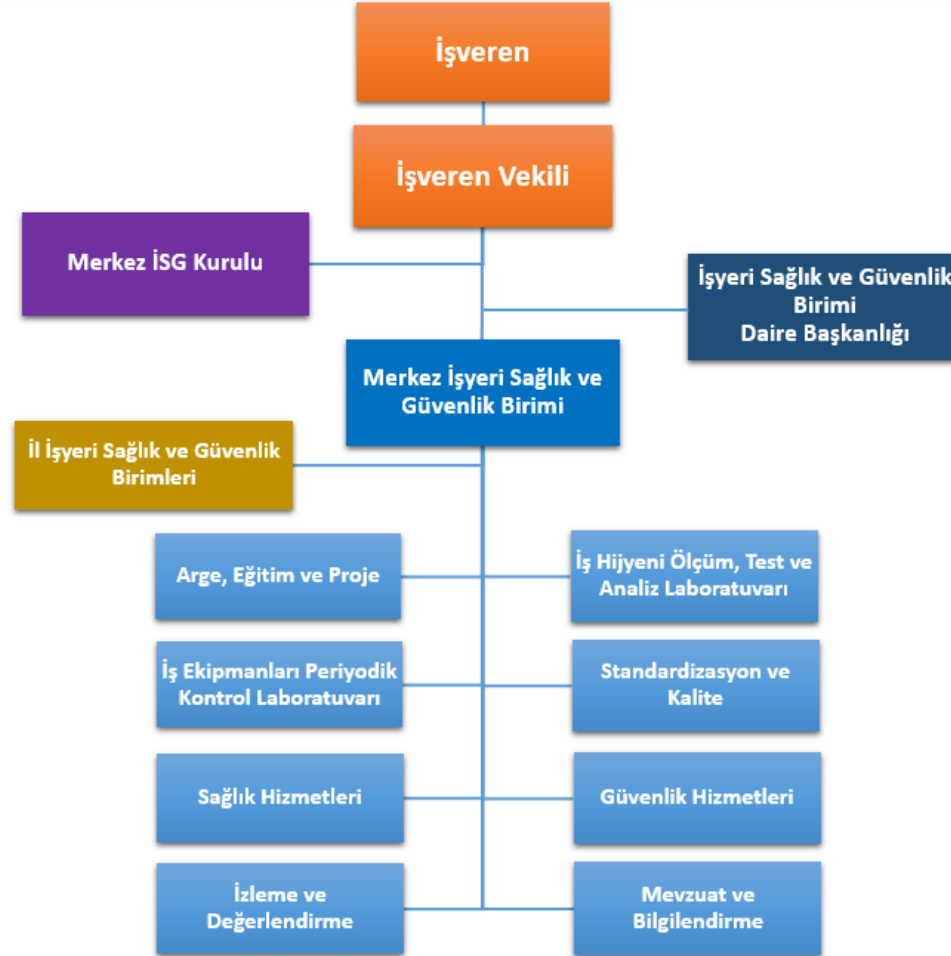 İşveren
İşveren Vekili
Merkez İSG Kurulu
İşyeri Sağlık ve Güvenlik
Birimi
Daire Başkanlığı
Merkez İşyeri Sağlık ve
Güvenlik Birimi
İl İşyeri Sağlık ve Güvenlik
Birimleri
Arge, Eğitim ve Proje
İş Hijyeni Ölçüm, Test ve
Analiz Laboratuvarı
İş Ekipmanları Periyodik
Kontrol Laboratuvarı
Standardizasyon ve
Kalite
Sağlık Hizmetleri
Güvenlik Hizmetleri
İzleme ve
Değerlendirme
Mevzuat ve
Bilgilendirme